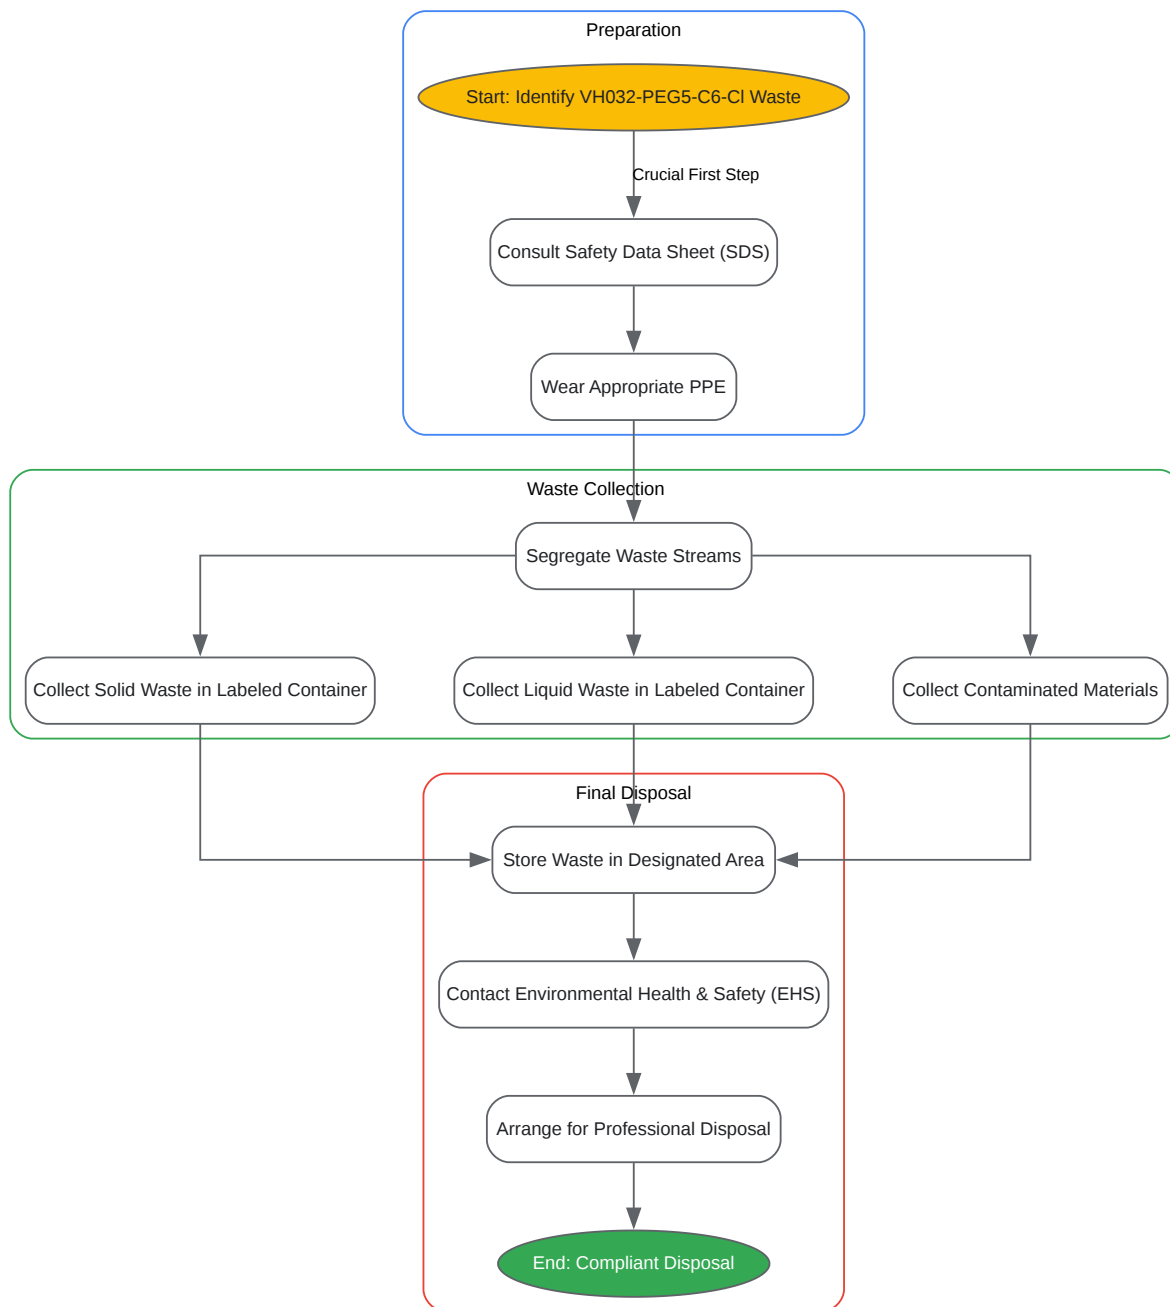 Preparation
Start: Identify VH032-PEG5-C6-Cl Waste
Crucial First Step
Consult Safety Data Sheet (SDS)
Wear Appropriate PPE
Waste Collection
Segregate Waste Streams
Collect Solid Waste in Labeled Container
Collect Liquid Waste in Labeled Container
Collect Contaminated Materials
Final Disposal
Store Waste in Designated Area
Contact Environmental Health & Safety (EHS)
Arrange for Professional Disposal
End: Compliant Disposal